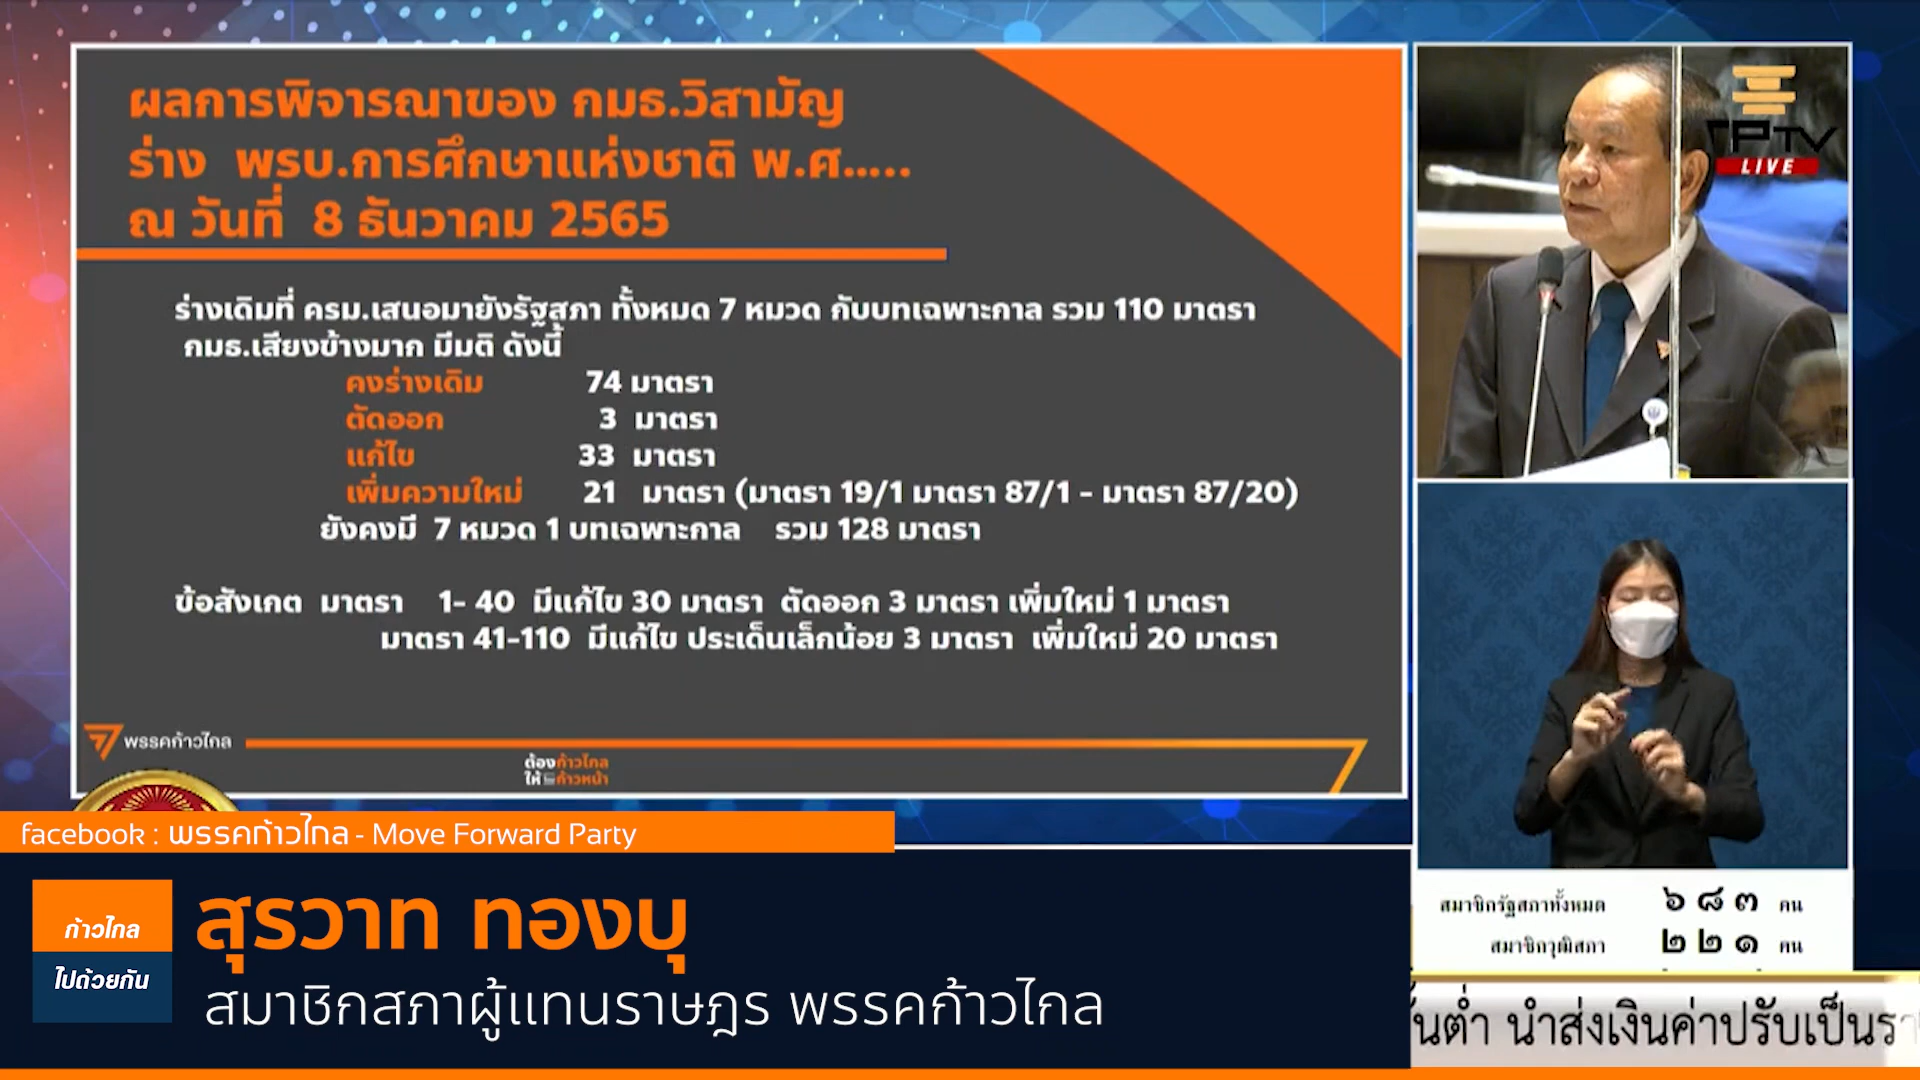 ผลการพิจารณาของ กมธ.วิสามัญ
ร่าง พรบ.การศึกษาแห่งชาติ พ.ศ.....
ณ วันที่ 8 ธันวาคม 2565
ร่างเดิมที่ ครม.เสนอมายังรัฐสภา ทั้งหมด 7 หมวด กับบทเฉพาะกาล รวม 110 มาตรา
กมธ.เสียงข้างมาก มีมติ ดังนี้
คงร่างเดิม 74 มาตรา
ตัดออก 3 มาตรา
แก้ไข 33 มาตรา
เพิ่มความใหม่ 21 มาตรา (มาตรา 19/1 มาตรา 87/1 - มาตรา 87/20)
ยังคงมี 7 หมวด 1 บทเฉพาะกาล รวม 128 มาตรา
ข้อสังเกต มาตรา 1- 40 มีแก้ไข 30 มาตรา ตัดออก 3 มาตรา เพิ่มใหม่ 1 มาตรา
มาตรา 41-110 มีแก้ไข ประเด็นเล็กน้อย 3 มาตรา เพิ่มใหม่ 20 มาตรา
พรรคก้าวไกล
ต้องก้าวไกล
ให้ ก้าวหน้า
TPTV
LIVE
facebook : พรรคก้าวไกล - Move Forward Party
ก้าวไกล
ไปด้วยกัน
สุรวาท ทองบุ
สมาชิกสภาผู้แทนราษฎร พรรคก้าวไกล
สมาชิกรัฐสภาทั้งหมด ๖๘๓ คน
สมาชิกวุฒิสภา ๒๒๑ คน
ั้นต่ำ นำส่งเงินค่าปรับเป็นรา